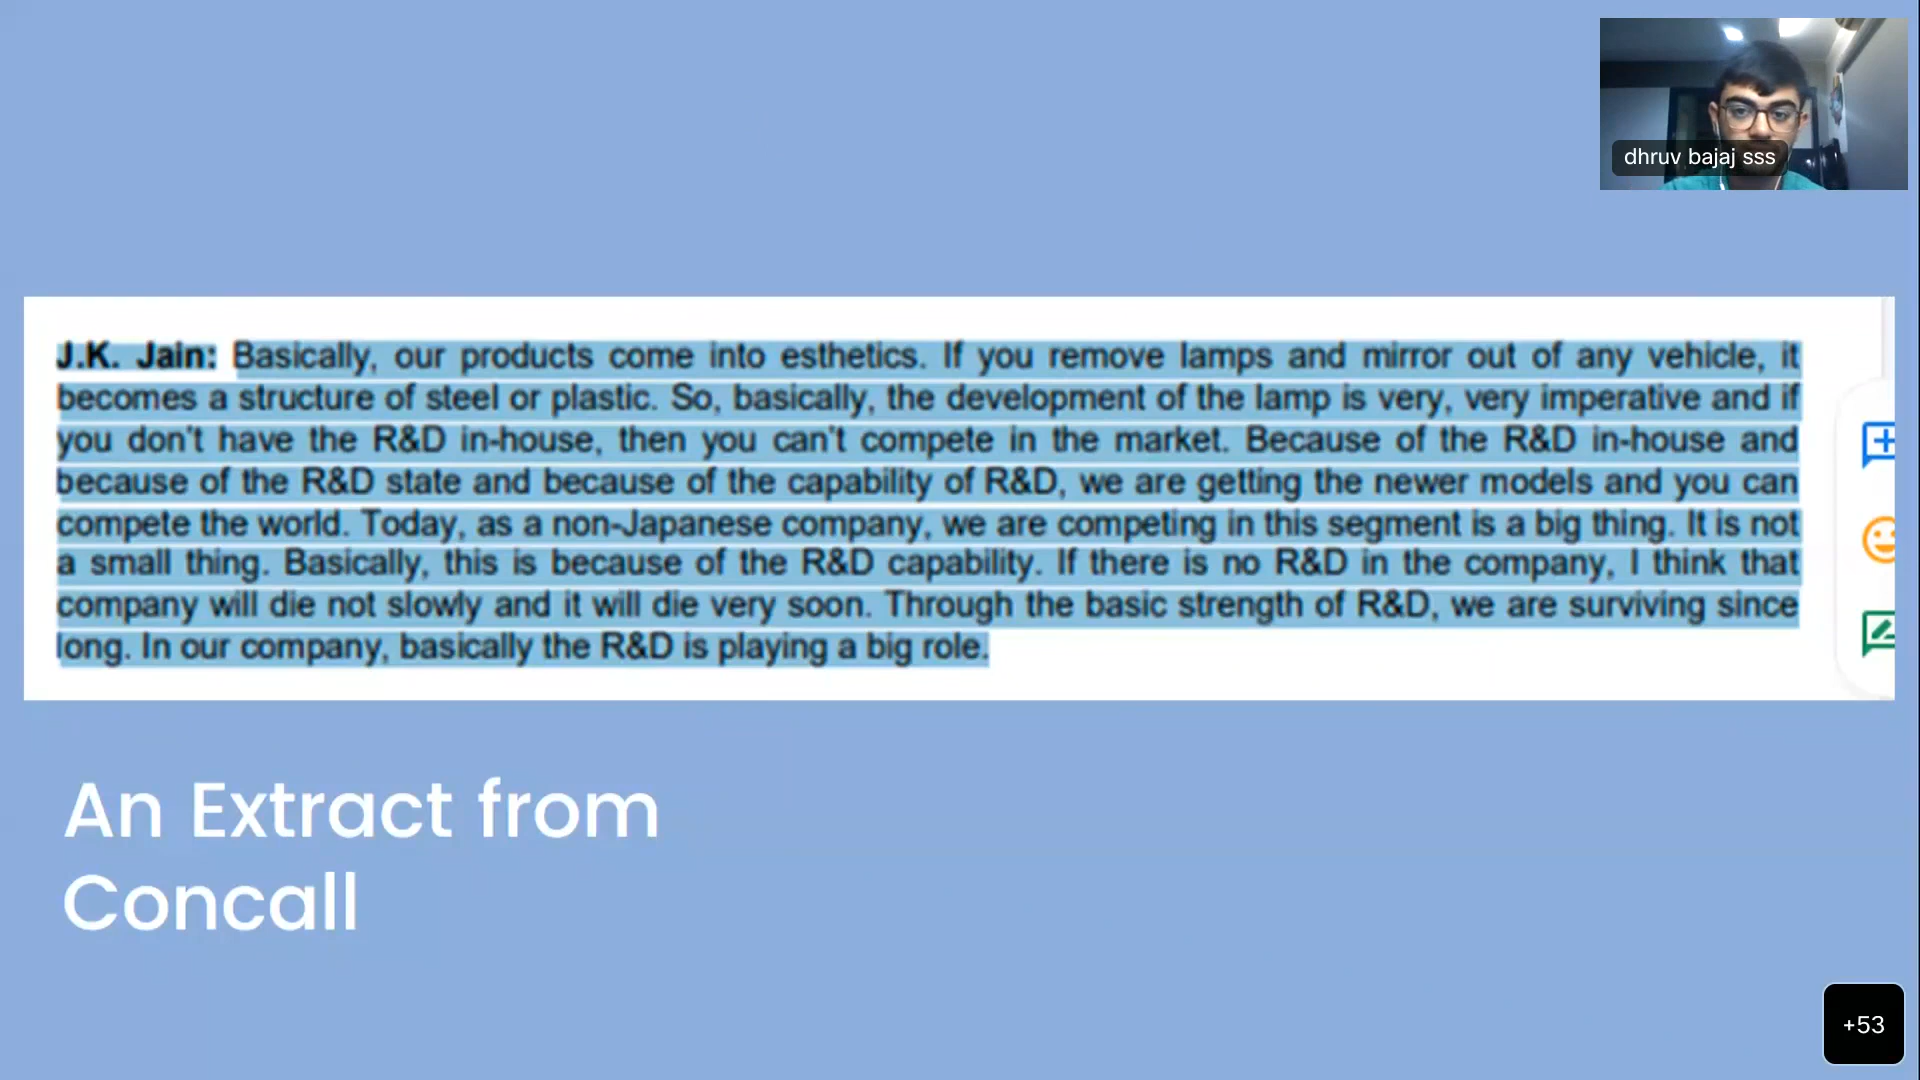 dhruv bajaj sss
J.K. Jain: Basically, our products come into esthetics. If you remove lamps and mirror out of any vehicle, it
becomes a structure of steel or plastic. So, basically, the development of the lamp is very, very imperative and if
you don't have the R&D in-house, then you can't compete in the market. Because of the R&D in-house and
because of the R&D state and because of the capability of R&D, we are getting the newer models and you can
compete the world. Today, as a non-Japanese company, we are competing in this segment is a big thing. It is not
a small thing. Basically, this is because of the R&D capability. If there is no R&D in the company, I think that
company will die not slowly and it will die very soon. Through the basic strength of R&D, we are surviving since
long. In our company, basically the R&D is playing a big role.
An Extract from
Concall
+53